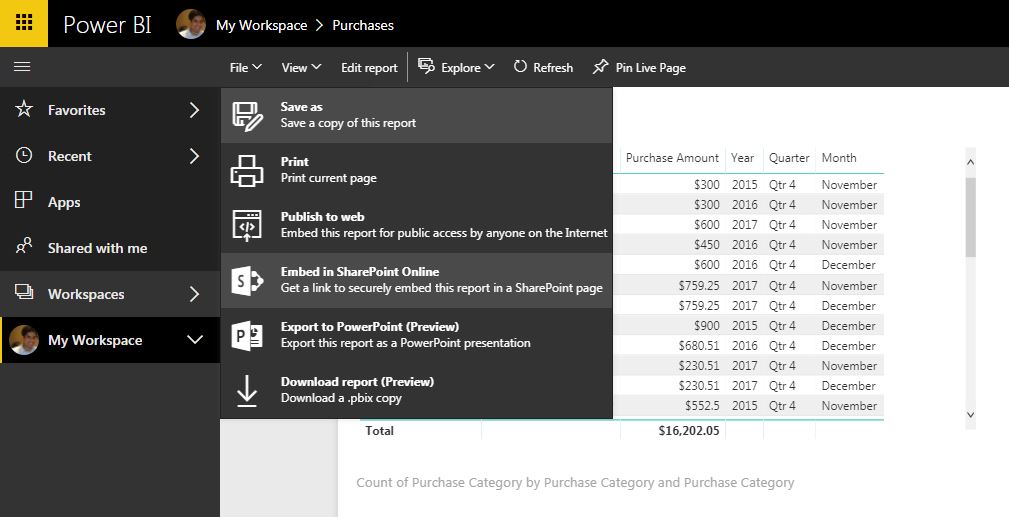 Power BI
My Workspace > Purchases
File View Edit report Explore Refresh Pin Live Page
Favorites
Recent
Apps
Shared with me
Workspaces
My Workspace
Save as
Save a copy of this report
Print
Print current page
Publish to web
Embed this report for public access by anyone on the Internet
Embed in SharePoint Online
Get a link to securely embed this report in a SharePoint page
Export to PowerPoint (Preview)
Export this report as a PowerPoint presentation
Download report (Preview)
Download a .pbix copy
Purchase Amount Year Quarter Month
$300 2015 Qtr 4 November
$300 2016 Qtr 4 November
$600 2017 Qtr 4 November
$450 2016 Qtr 4 November
$600 2016 Qtr 4 December
$759.25 2017 Qtr 4 November
$759.25 2017 Qtr 4 December
$900 2015 Qtr 4 December
$680.51 2016 Qtr 4 December
$230.51 2017 Qtr 4 November
$230.51 2017 Qtr 4 December
$552.5 2015 Qtr 4 November
Total $16,202.05
Count of Purchase Category by Purchase Category and Purchase Category